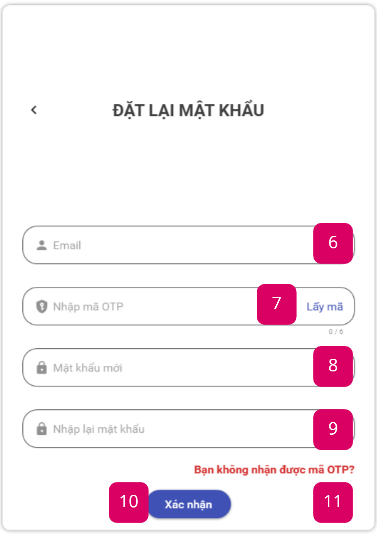 ĐẶT LẠI MẬT KHẨU
Email 6
Nhập mã OTP 7 Lấy mã
0 / 6
Mật khẩu mới 8
Nhập lại mật khẩu 9
Bạn không nhận được mã OTP?
10 Xác nhận 11